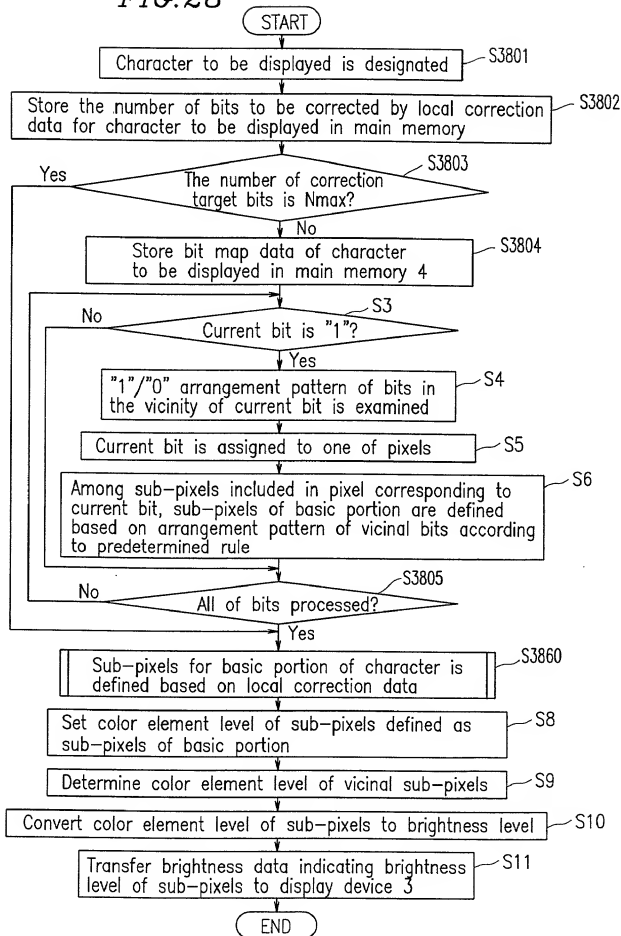 FIG.28
START
Character to be displayed is designated
S3801
Store the number of bits to be corrected by local correction
data for character to be displayed in main memory
S3802
S3803
Yes
The number of correction
target bits is Nmax?
No
Store bit map data of character
to be displayed in main memory 4
S3804
S3
No
Current bit is "1"?
Yes
"1"/"0" arrangement pattern of bits in
the vicinity of current bit is examined
S4
Current bit is assigned to one of pixels
S5
Among sub-pixels included in pixel corresponding to
current bit, sub-pixels of basic portion are defined
based on arrangement pattern of vicinal bits according
to predetermined rule
S6
S3805
No
All of bits processed?
Yes
Sub-pixels for basic portion of character is
defined based on local correction data
S3860
Set color element level of sub-pixels defined as
sub-pixels of basic portion
S8
Determine color element level of vicinal sub-pixels
S9
Convert color element level of sub-pixels to brightness level
S10
Transfer brightness data indicating brightness
level of sub-pixels to display device 3
S11
END